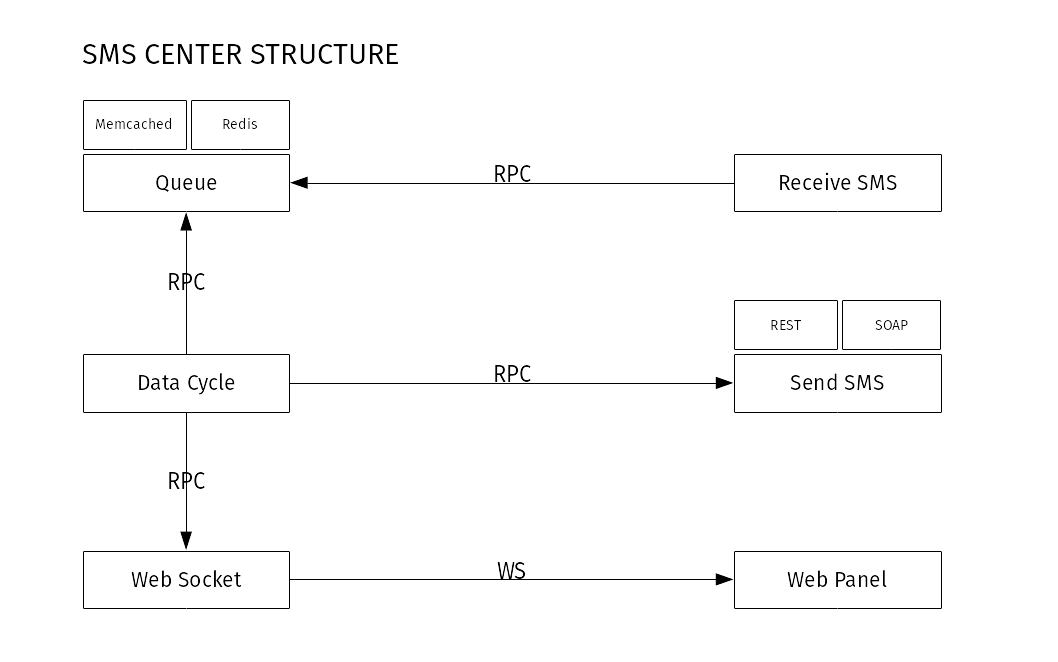 SMS CENTER STRUCTURE
Memcached Redis
Queue RPC Receive SMS
RPC
REST SOAP
Data Cycle RPC Send SMS
RPC
Web Socket WS Web Panel